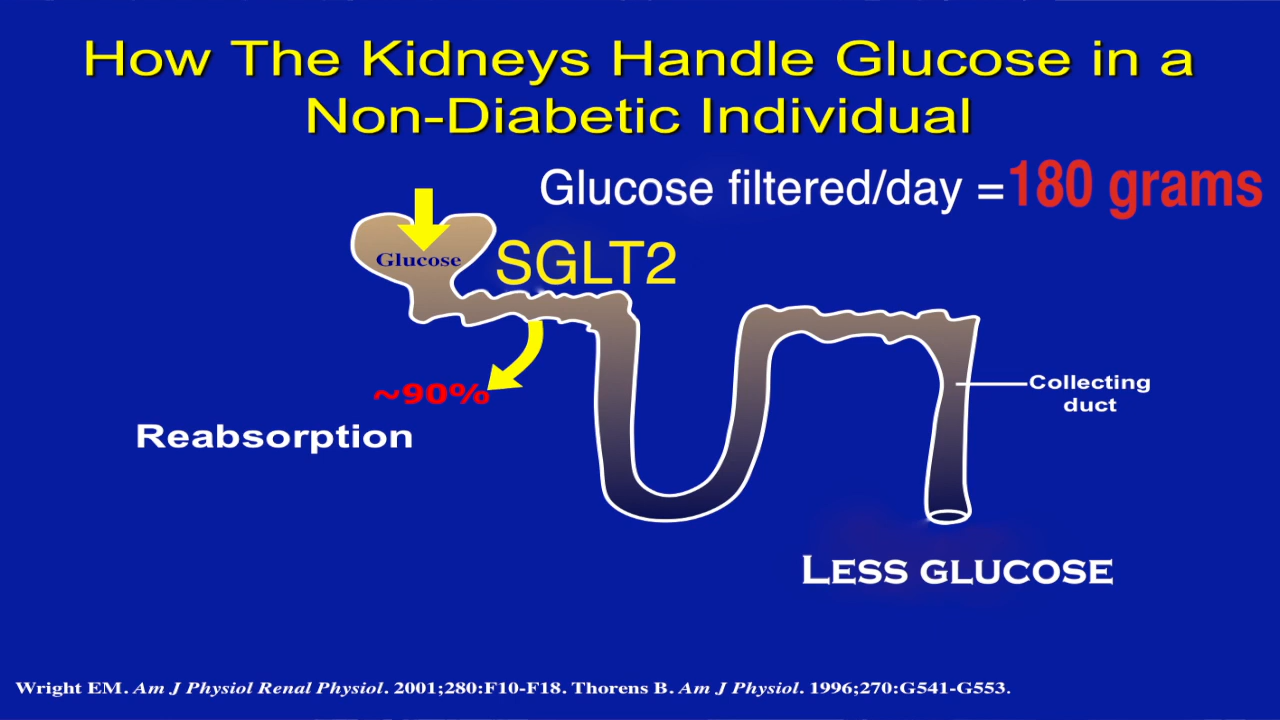 How The Kidneys Handle Glucose in a
Non-Diabetic Individual
Glucose filtered/day =180 grams
Glucose
SGLT2
~90%
Reabsorption
Collecting
duct
LESS GLUCOSE
Wright EM. Am J Physiol Renal Physiol. 2001;280:F10-F18. Thorens B. Am J Physiol. 1996;270:G541-G553.